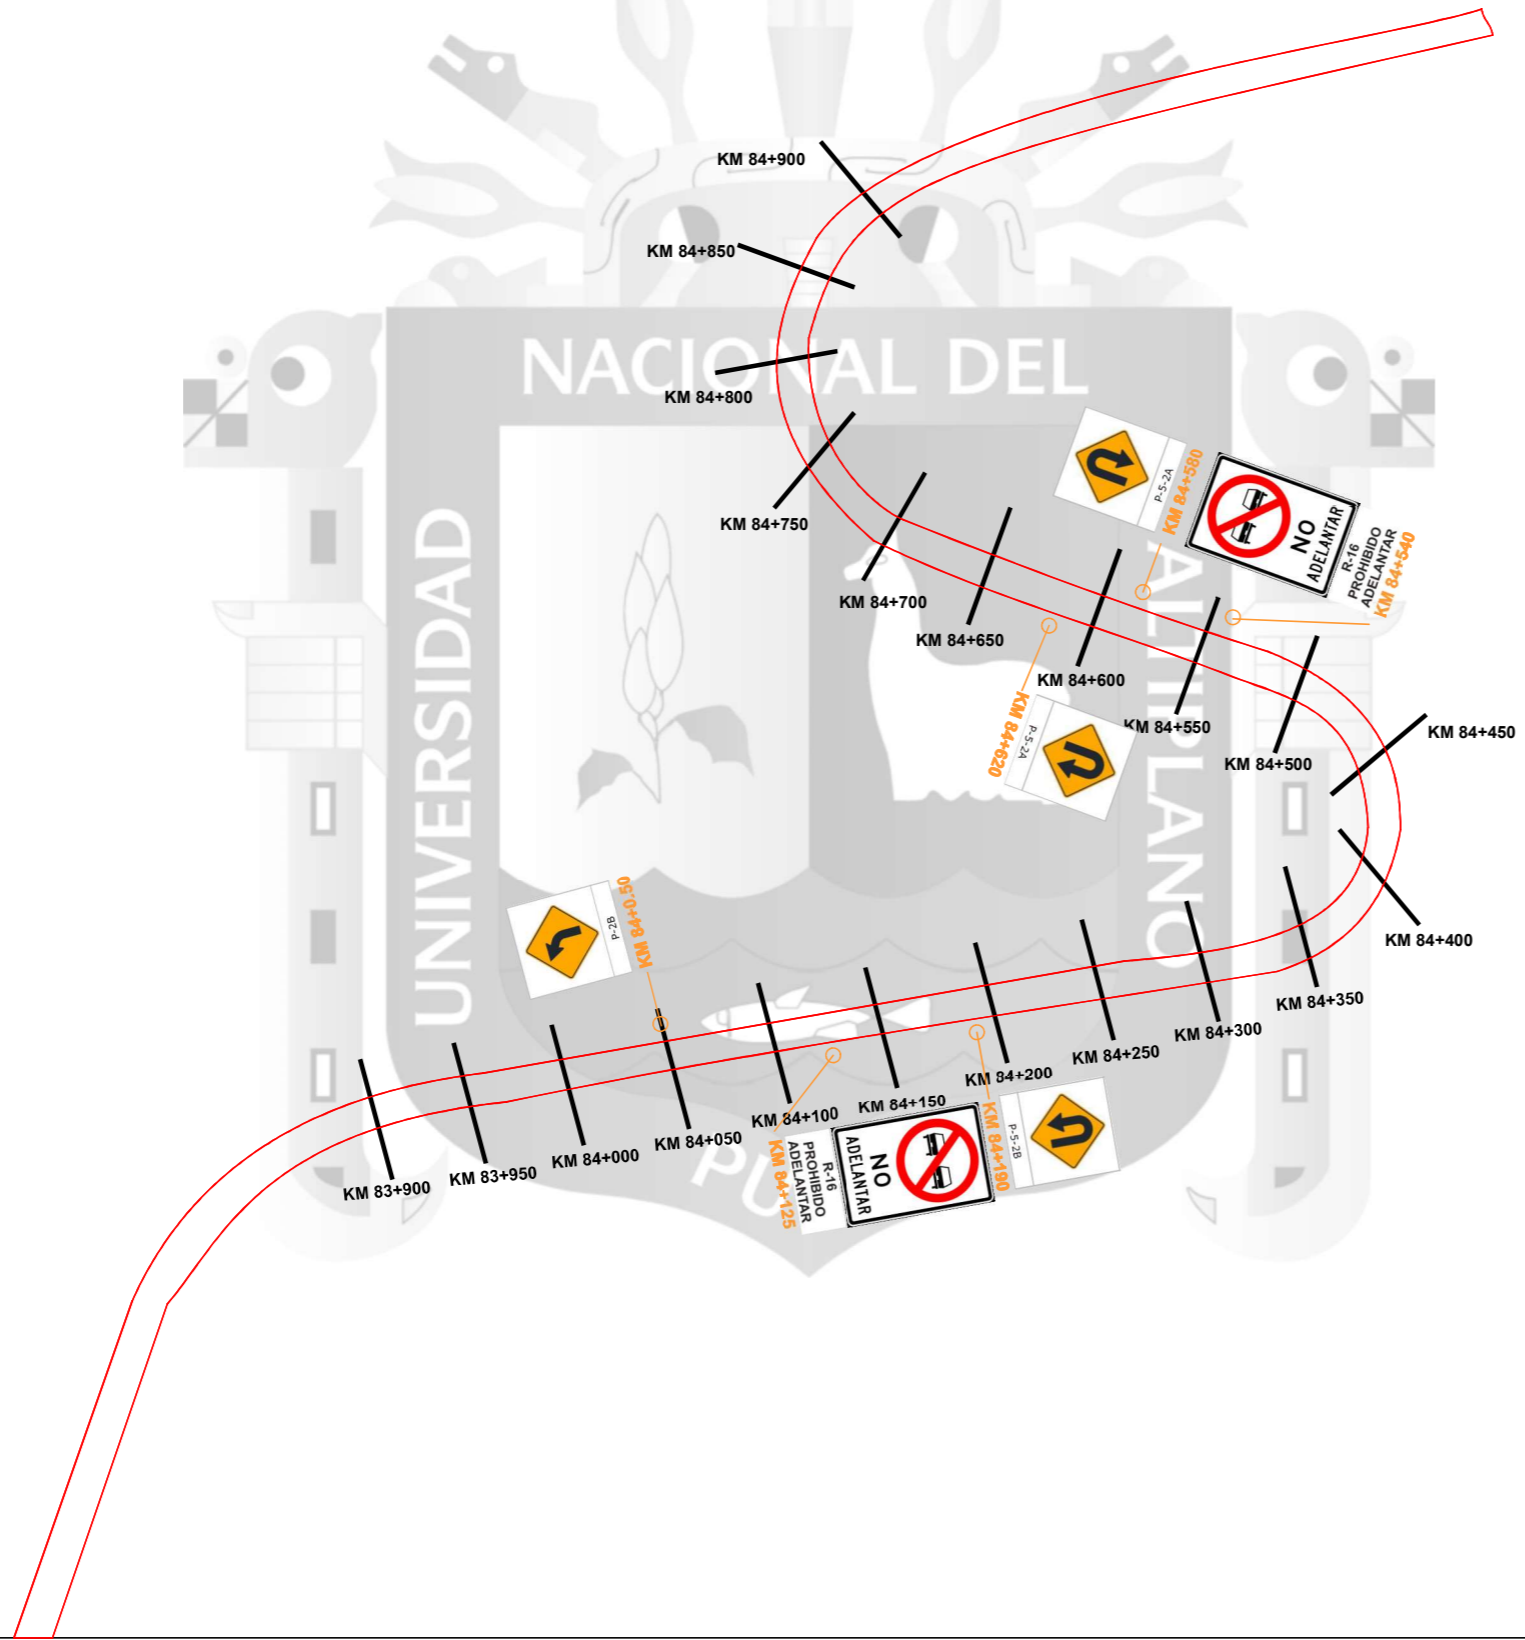 KM 84+900
KM 84+850
NACIONAL DEL
KM 84+800
KM 84+750
P-5-2A
KM 84+580
NO
ADELANTAR
R-16
PROHIBIDO
ADELANTAR
KM 84+540
KM 84+700
KM 84+650
KM 84+600
KM 84+620
P-5-2A
KM 84+550
KM 84+500
KM 84+450
UNIVERSIDAD
ALTIPLANO
P-2B
KM 84+0.50
KM 84+400
KM 84+350
KM 84+300
KM 84+250
KM 84+200
KM 84+150
KM 84+100
KM 84+050
KM 84+000
KM 83+950
KM 83+900
PU
KM 84+125
R-16
PROHIBIDO
ADELANTAR
NO
ADELANTAR
KM 84+190
P-5-2B